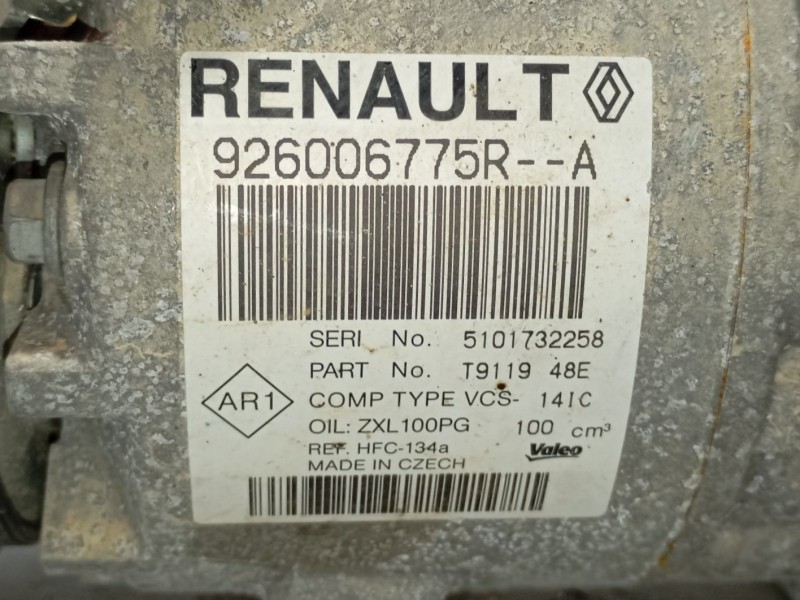 RENAULT
926006775R--A
SERI No. 5101732258
PART No. T9119 48E
AR1
COMP TYPE VCS- 14IC
OIL: ZXL100PG 100 cm³
REF. HFC-134a
MADE IN CZECH
Valeo